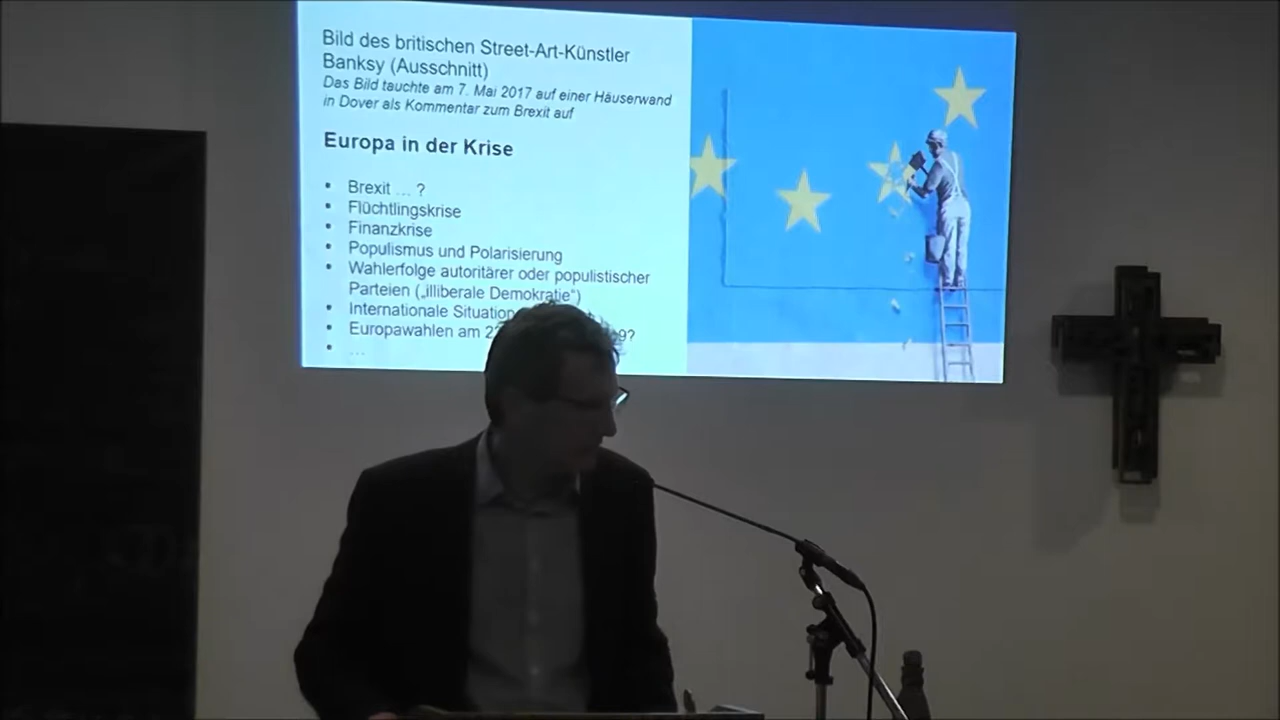 Bild des britischen Street-Art-Künstler
Banksy (Ausschnitt)
Das Bild tauchte am 7. Mai 2017 auf einer Häuserwand
in Dover als Kommentar zum Brexit auf
Europa in der Krise
• Brexit … ?
• Flüchtlingskrise
• Finanzkrise
• Populismus und Polarisierung
• Wahlerfolge autoritärer oder populistischer
Parteien („illiberale Demokratie“)
• Internationale Situation
• Europawahlen am
• …